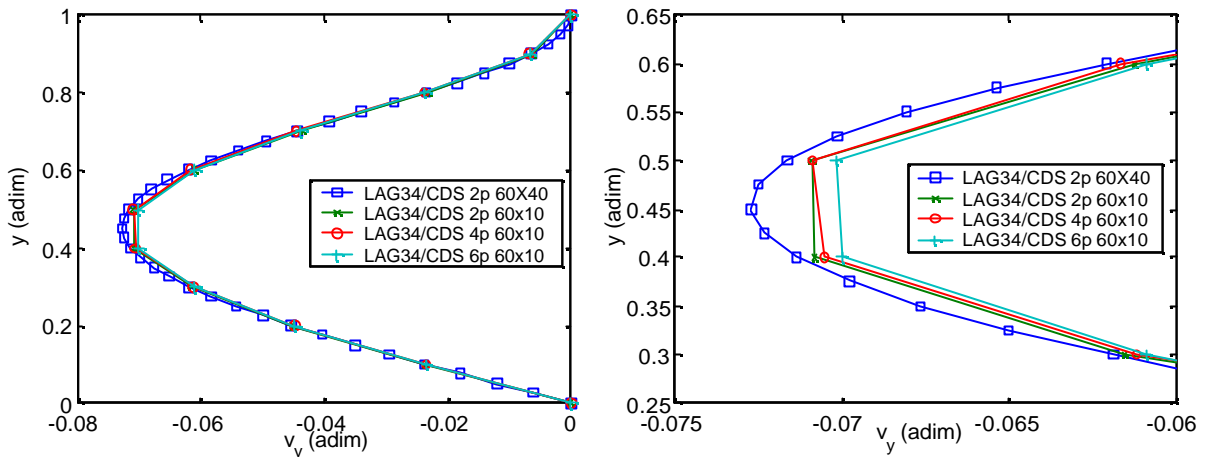 1
0.8
0.6
0.4
0.2
0
-0.08
-0.06
-0.04
-0.02
0
y (adim)
v_y (adim)
LAG34/CDS 2p 60X40
LAG34/CDS 2p 60x10
LAG34/CDS 4p 60x10
LAG34/CDS 6p 60x10
0.65
0.6
0.55
0.5
0.45
0.4
0.35
0.3
0.25
-0.075
-0.07
-0.065
-0.06
y (adim)
v_y (adim)
LAG34/CDS 2p 60X40
LAG34/CDS 2p 60x10
LAG34/CDS 4p 60x10
LAG34/CDS 6p 60x10